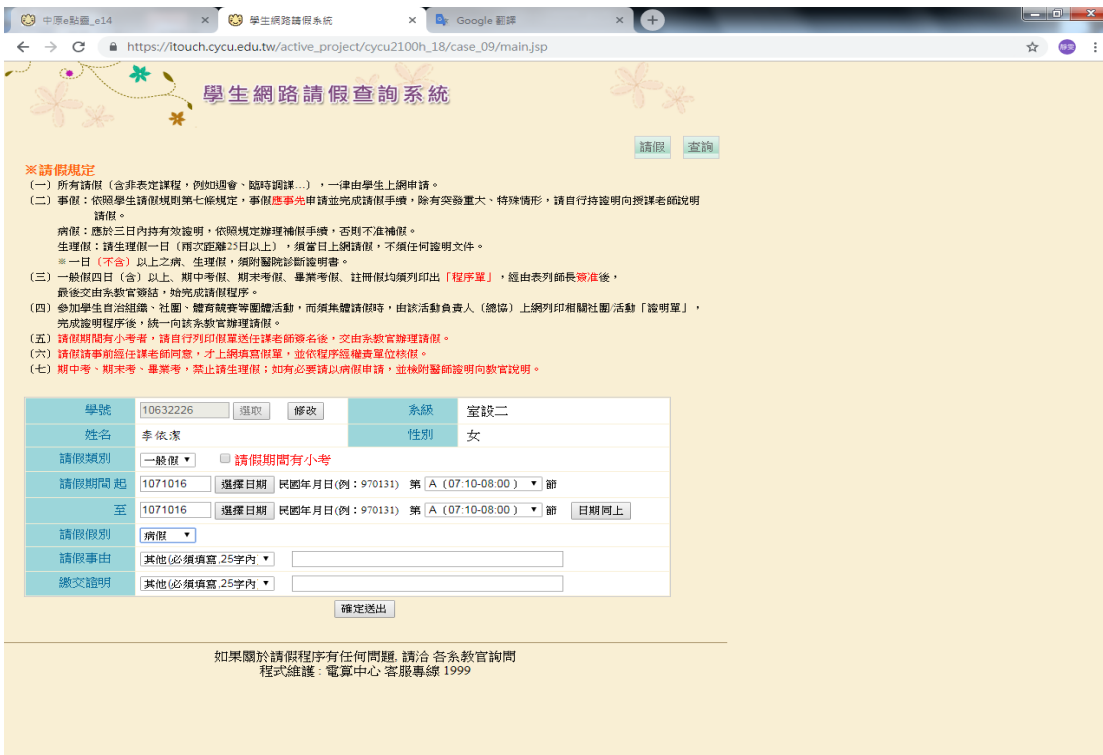 中原e點靈_e14
學生網路請假系統
Google 翻譯
https://itouch.cycu.edu.tw/active_project/cycu2100h_18/case_09/main.jsp
靜雯
學生網路請假查詢系統
請假 查詢
※請假規定
(一) 所有請假（含非表定課程，例如週會、臨時調課…），一律由學生上網申請。
(二) 事假：依照學生請假規則第七條規定，事假應事先申請並完成請假手續，除有突發重大、特殊情形，請自行持證明向授課老師說明
請假。
病假：應於三日內持有效證明，依照規定辦理補假手續，否則不准補假。
生理假：請生理假一日（兩次距離25日以上），須當日上網請假，不須任何證明文件。
※一日（不含）以上之病、生理假，須附醫院診斷證明書。
(三) 一般假四日（含）以上、期中考假、期末考假、畢業考假、註冊假均須列印出「程序單」，經由表列師長簽准後，
最後交由系教官簽結，始完成請假程序。
(四) 參加學生自治組織、社團、體育競賽等團體活動，而須集體請假時，由該活動負責人（總協）上網列印相關社團/活動「證明單」，
完成證明程序後，統一向該系教官辦理請假。
(五) 請假期間有小考者，請自行列印假單送任課老師簽名後，交由系教官辦理請假。
(六) 請假請事前經任課老師同意，才上網填寫假單，並依程序經權責單位核假。
(七) 期中考、期末考、畢業考，禁止請生理假；如有必要請以病假申請，並檢附醫師證明向教官說明。
學號 10632226 選取 修改 系級 室設二
姓名 李依潔 性別 女
請假類別 一般假 請假期間有小考
請假期間 起 1071016 選擇日期 民國年月日(例：970131) 第 A (07:10-08:00 ) 節
至 1071016 選擇日期 民國年月日(例：970131) 第 A (07:10-08:00 ) 節 日期同上
請假假別 病假
請假事由 其他(必須填寫,25字內
繳交證明 其他(必須填寫,25字內
確定送出
如果關於請假程序有任何問題, 請洽 各系教官詢問
程式維護 : 電算中心 客服專線 1999